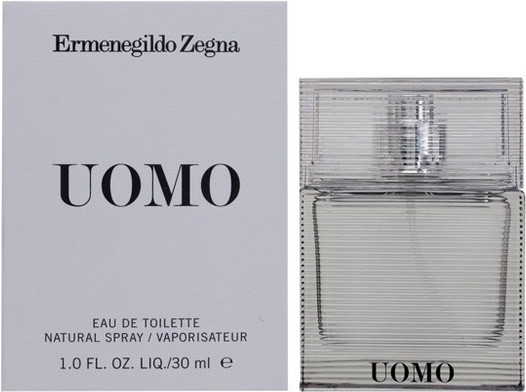 Ermenegildo Zegna
UOMO
EAU DE TOILETTE
NATURAL SPRAY / VAPORISATEUR
1.0 FL. OZ. LIQ./30 ml ℮
UOMO